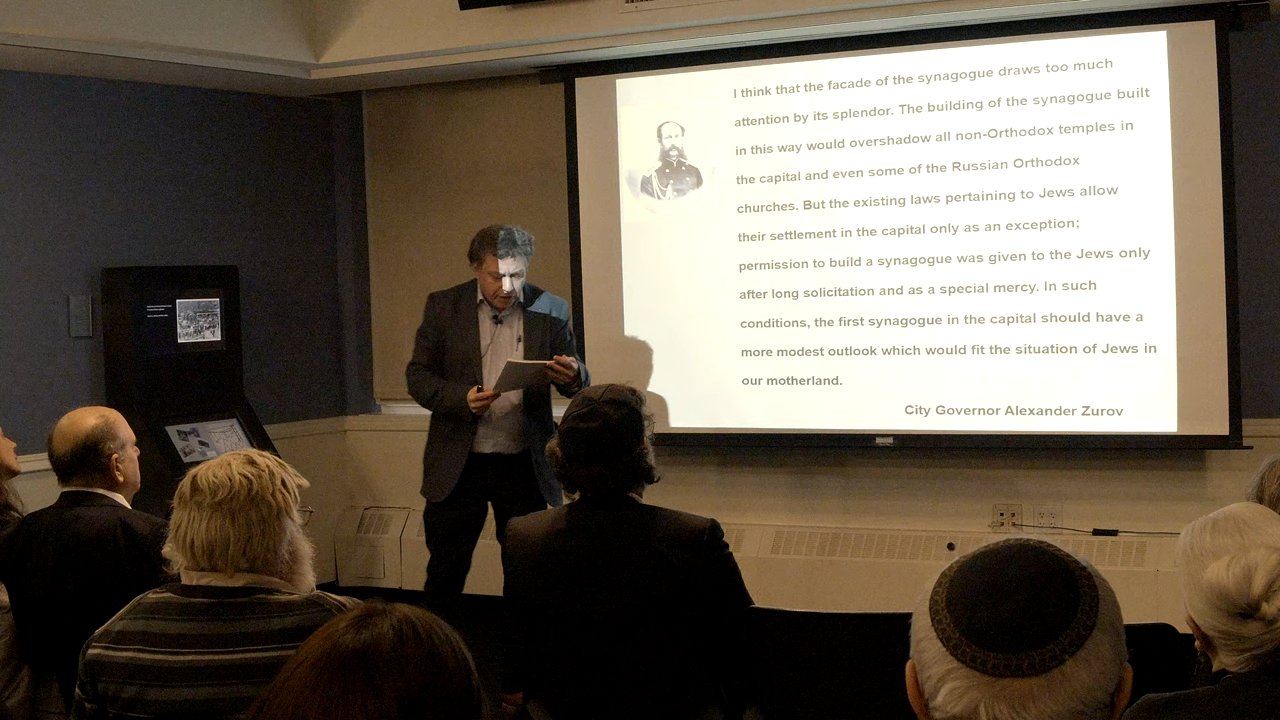 I think that the facade of the synagogue draws too much
attention by its splendor. The building of the synagogue built
in this way would overshadow all non-Orthodox temples in
the capital and even some of the Russian Orthodox
churches. But the existing laws pertaining to Jews allow
their settlement in the capital only as an exception;
permission to build a synagogue was given to the Jews only
after long solicitation and as a special mercy. In such
conditions, the first synagogue in the capital should have a
more modest outlook which would fit the situation of Jews in
our motherland.
City Governor Alexander Zurov